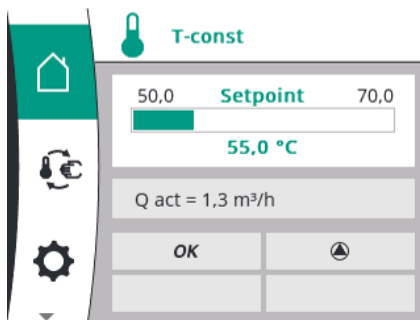 T-const
50,0 Setpoint 70,0
55,0 °C
Q act = 1,3 m³/h
OK